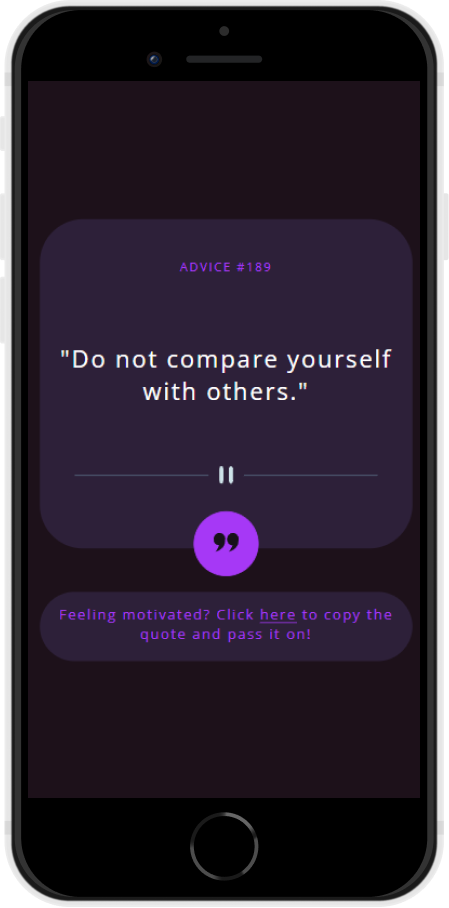 ADVICE #189
"Do not compare yourself
with others."
Feeling motivated? Click here to copy the
quote and pass it on!